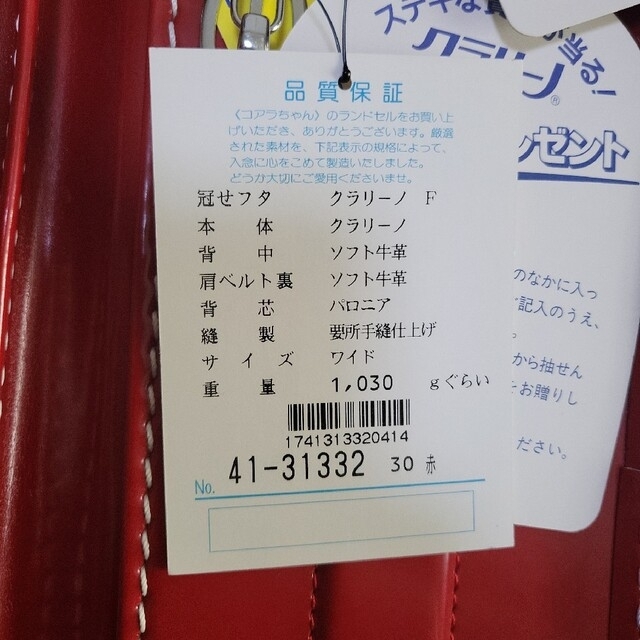 品質保証
〈コアラちゃん〉のランドセルをお買い上
げいただき、ありがとうございます。厳選
された素材を、下記表示の規格によって、
入念に心をこめて製造いたしました。
どうか大切にご愛用くださいませ。
冠せフタ クラリーノ F
本体 クラリーノ
背中 ソフト牛革
肩ベルト裏 ソフト牛革
背芯 パロニア
縫製 要所手縫仕上げ
サイズ ワイド
重量 1,030 gぐらい
1741313320414
No. 41-31332 30 赤
ステキな
当る!
クラリーノ®
レゼント
のなかに入っ
記入のうえ、
。
から抽せん
お贈りし
ださい。